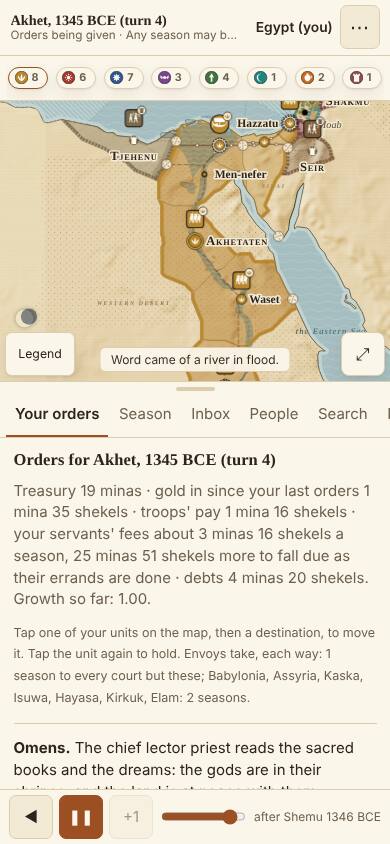 Akhet, 1345 BCE (turn 4)
Orders being given · Any season may b...
Egypt (you)
8
6
7
3
4
1
2
1
Hazzatu
Moab
Tjehenu
Seir
Men-nefer
Akhetaten
WESTERN DESERT
Waset
the Eastern Sea
Legend
Word came of a river in flood.
Your orders
Season
Inbox
People
Search
Orders for Akhet, 1345 BCE (turn 4)
Treasury 19 minas · gold in since your last orders 1
mina 35 shekels · troops' pay 1 mina 16 shekels ·
your servants' fees about 3 minas 16 shekels a
season, 25 minas 51 shekels more to fall due as
their errands are done · debts 4 minas 20 shekels.
Growth so far: 1.00.
Tap one of your units on the map, then a destination, to move
it. Tap the unit again to hold. Envoys take, each way: 1
season to every court but these; Babylonia, Assyria, Kaska,
Isuwa, Hayasa, Kirkuk, Elam: 2 seasons.
Omens. The chief lector priest reads the sacred
books and the dreams: the gods are in their
+1
after Shemu 1346 BCE